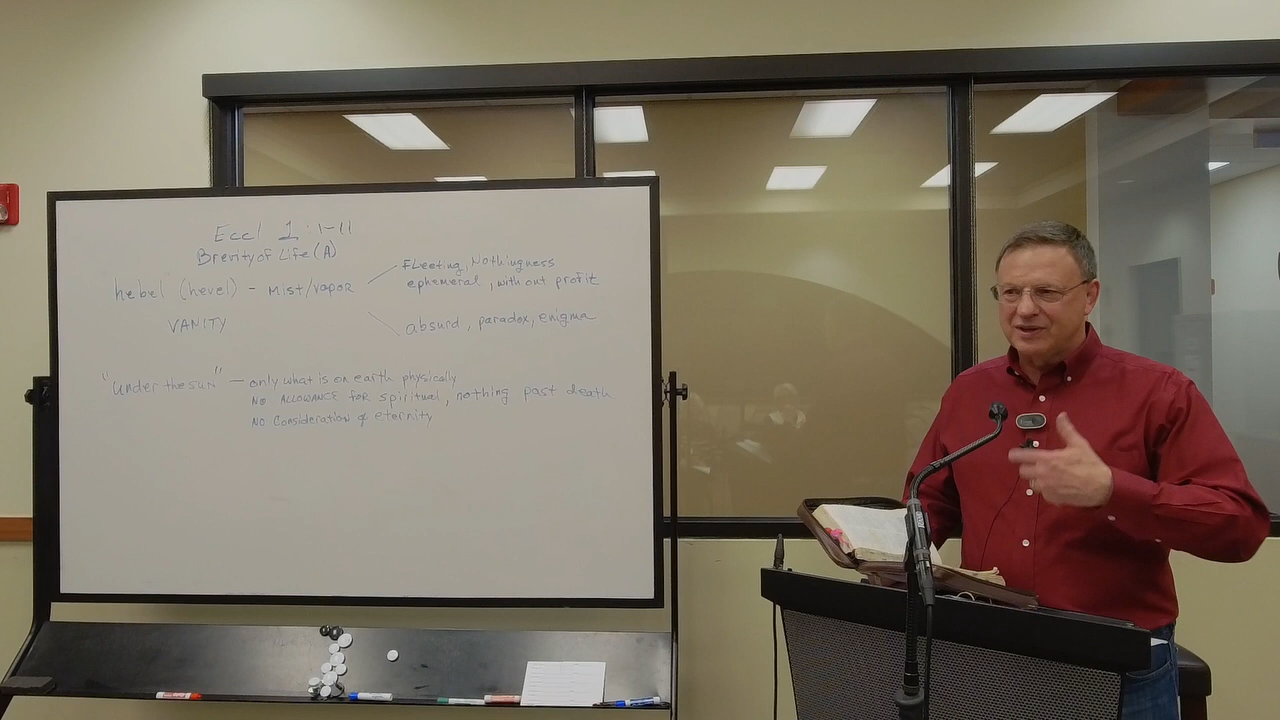 Eccl 1:1-11
Brevity of Life (A)
hebel (hevel) - Mist/vapor
Fleeting, Nothingness
ephemeral, with out profit
VANITY
absurd, paradox, enigma
"under the sun" — only what is on earth physically
No ALLOWANCE FOR spiritual, nothing past death
No Consideration of eternity